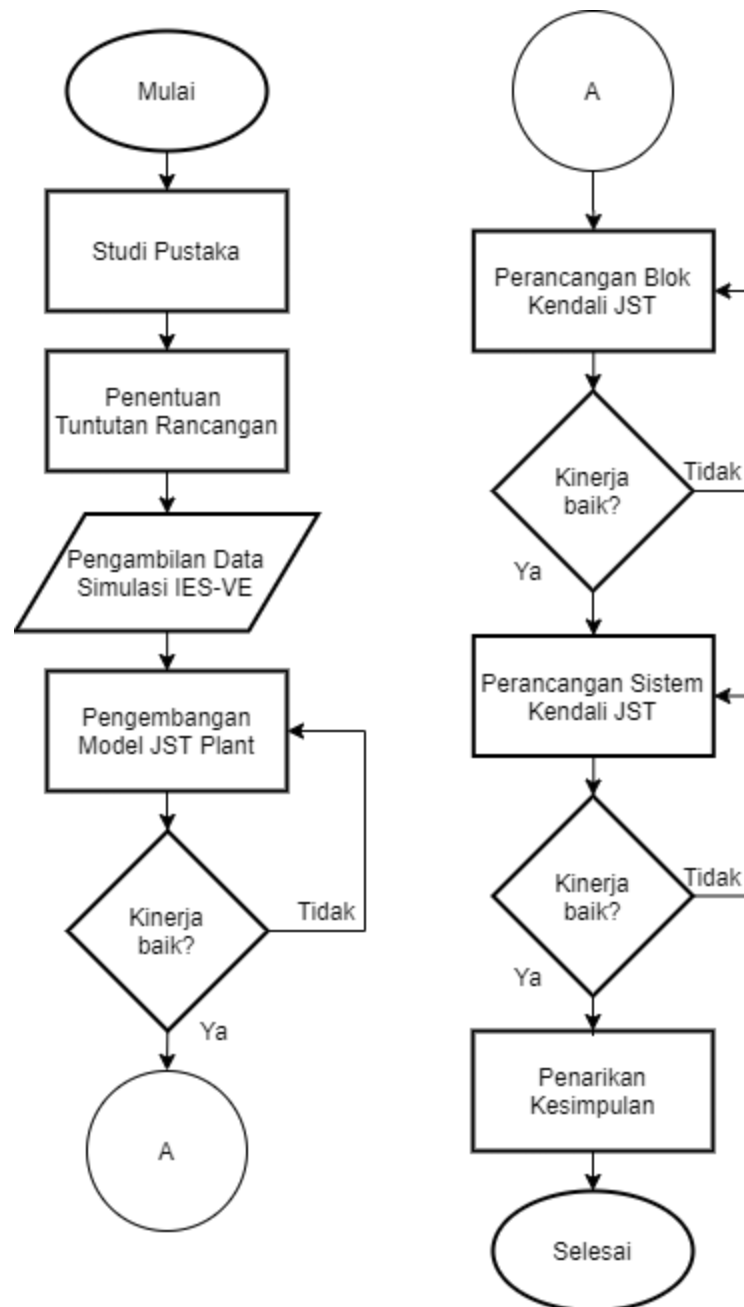 Mulai
Studi Pustaka
Penentuan
Tuntutan Rancangan
Pengambilan Data
Simulasi IES-VE
Pengembangan
Model JST Plant
Kinerja
baik?
Tidak
Ya
A
A
Perancangan Blok
Kendali JST
Kinerja
baik?
Tidak
Ya
Perancangan Sistem
Kendali JST
Kinerja
baik?
Tidak
Ya
Penarikan
Kesimpulan
Selesai